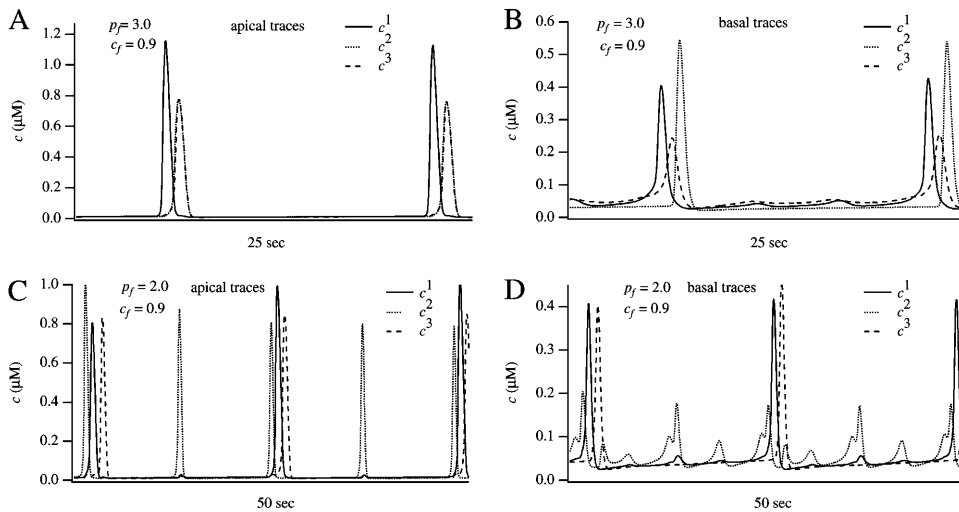 A
p_f = 3.0
c_f = 0.9
apical traces
c^1
c^2
c^3
1.2
1.0
0.8
0.6
0.4
0.2
0.0
c (μM)
25 sec
B
p_f = 3.0
c_f = 0.9
basal traces
c^1
c^2
c^3
0.6
0.5
0.4
0.3
0.2
0.1
0.0
c (μM)
25 sec
C
p_f = 2.0
c_f = 0.9
apical traces
c^1
c^2
c^3
1.0
0.8
0.6
0.4
0.2
0.0
c (μM)
50 sec
D
p_f = 2.0
c_f = 0.9
basal traces
c^1
c^2
c^3
0.4
0.3
0.2
0.1
0.0
c (μM)
50 sec